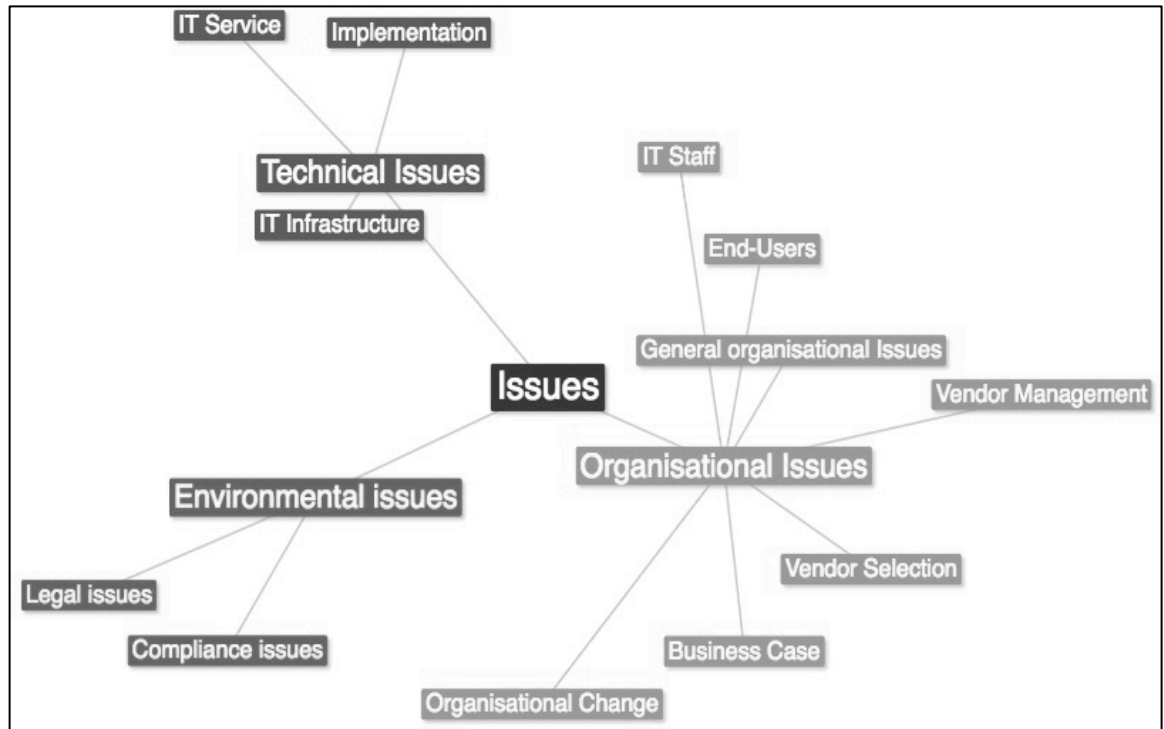 IT Service
Implementation
IT Staff
Technical Issues
IT Infrastructure
End-Users
General organisational Issues
Issues
Vendor Management
Organisational Issues
Environmental issues
Vendor Selection
Legal issues
Compliance issues
Business Case
Organisational Change